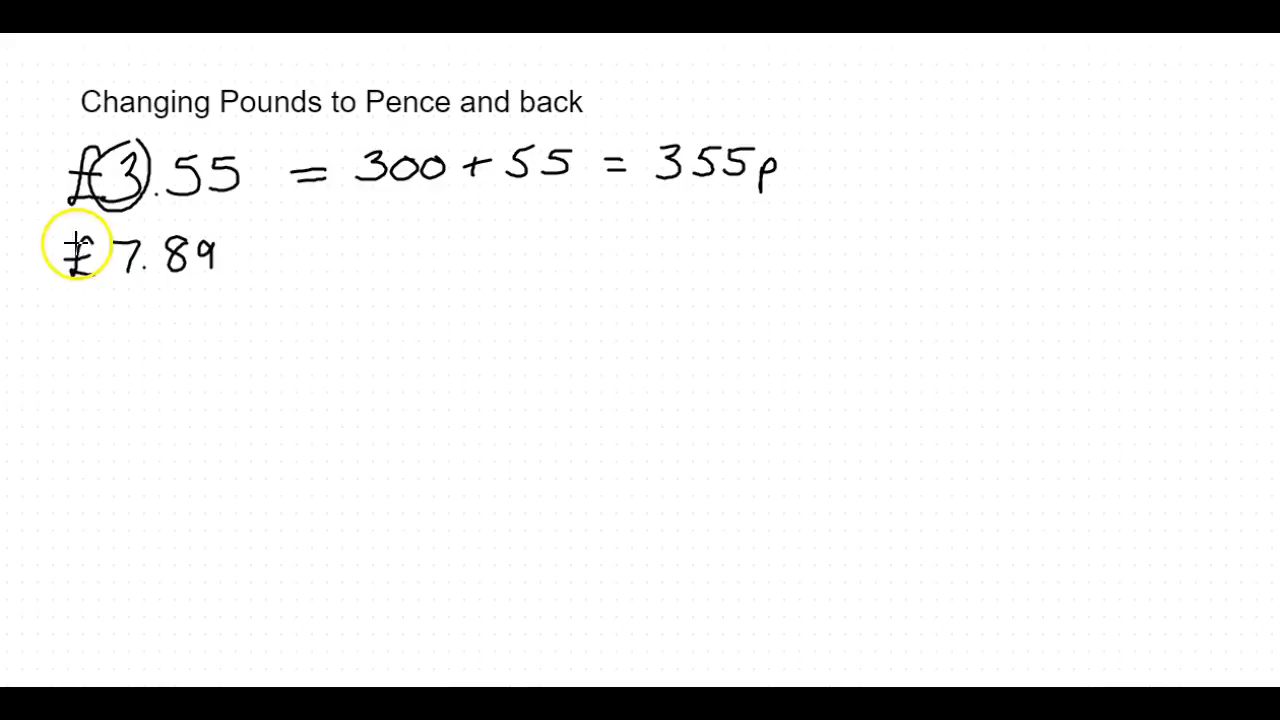 Changing Pounds to Pence and back
£3.55 = 300 + 55 = 355p
£7.89